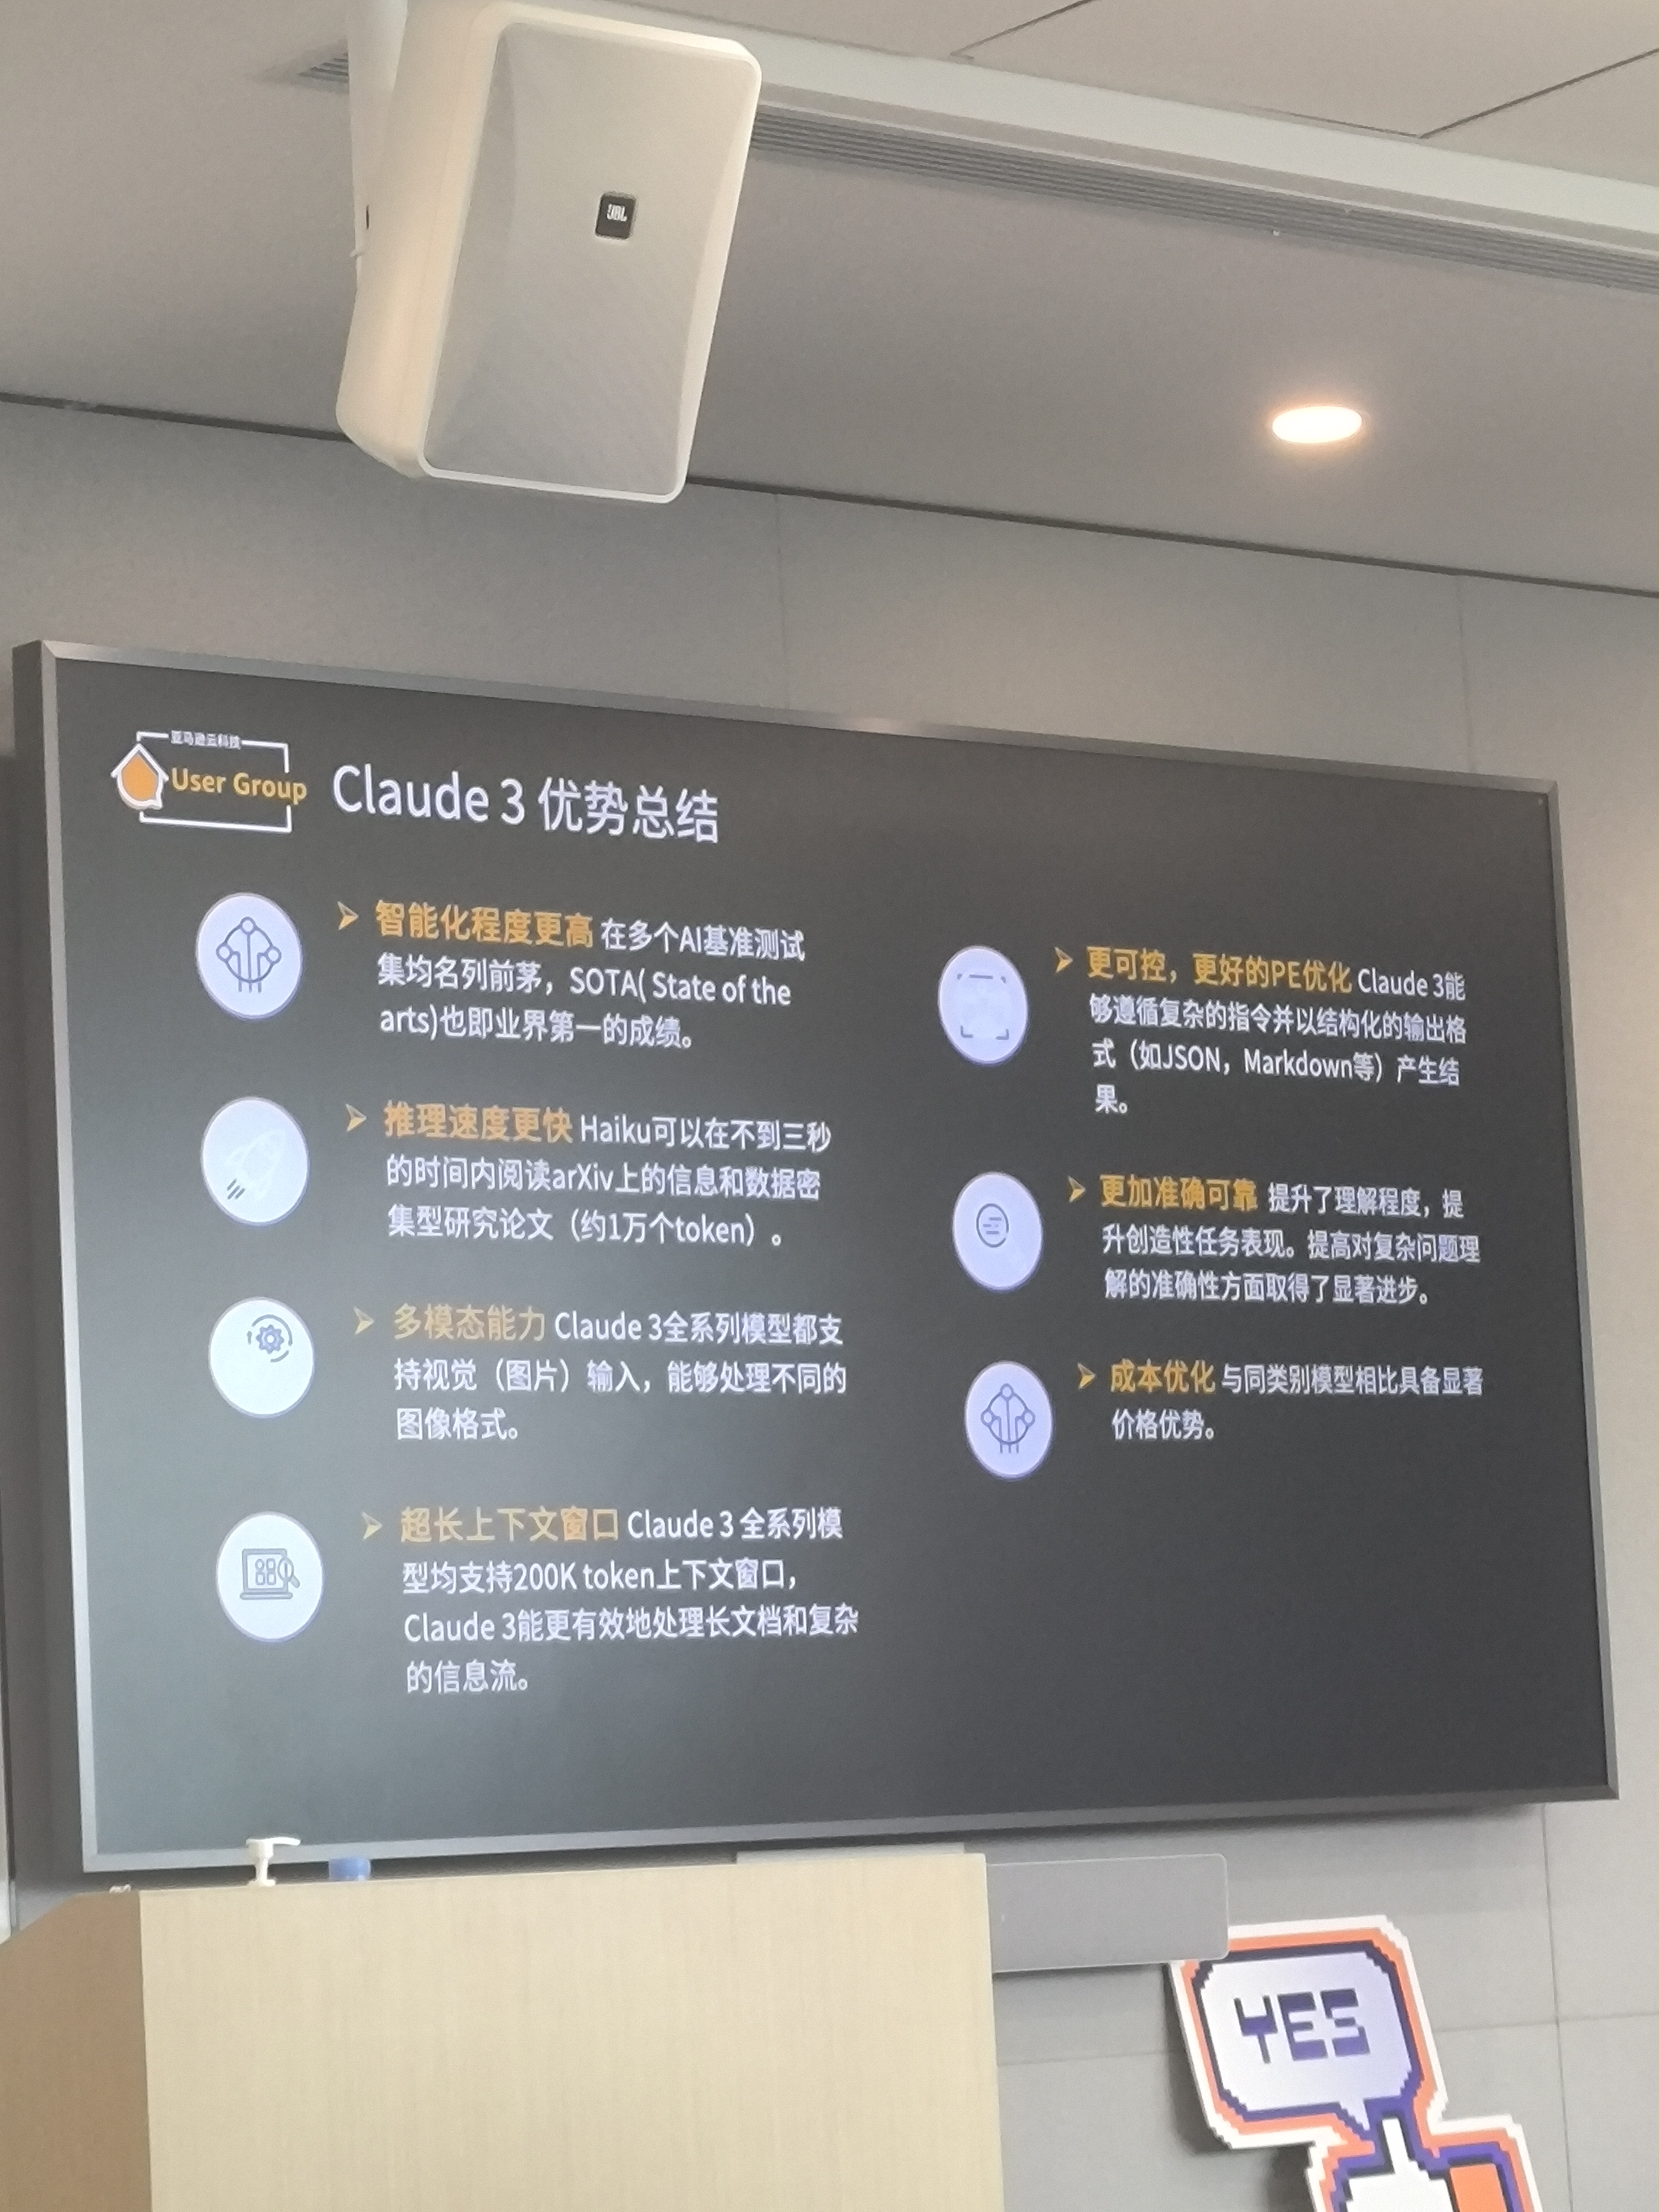 JBL
亚马逊云科技
User Group
Claude 3 优势总结
➢ 智能化程度更高 在多个AI基准测试
集均名列前茅，SOTA( State of the
arts)也即业界第一的成绩。
➢ 推理速度更快 Haiku可以在不到三秒
的时间内阅读arXiv上的信息和数据密
集型研究论文（约1万个token）。
➢ 多模态能力 Claude 3全系列模型都支
持视觉（图片）输入，能够处理不同的
图像格式。
➢ 超长上下文窗口 Claude 3 全系列模
型均支持200K token上下文窗口，
Claude 3能更有效地处理长文档和复杂
的信息流。
➢ 更可控，更好的PE优化 Claude 3能
够遵循复杂的指令并以结构化的输出格
式（如JSON，Markdown等）产生结
果。
➢ 更加准确可靠 提升了理解程度，提
升创造性任务表现。提高对复杂问题理
解的准确性方面取得了显著进步。
➢ 成本优化 与同类别模型相比具备显著
价格优势。
YES